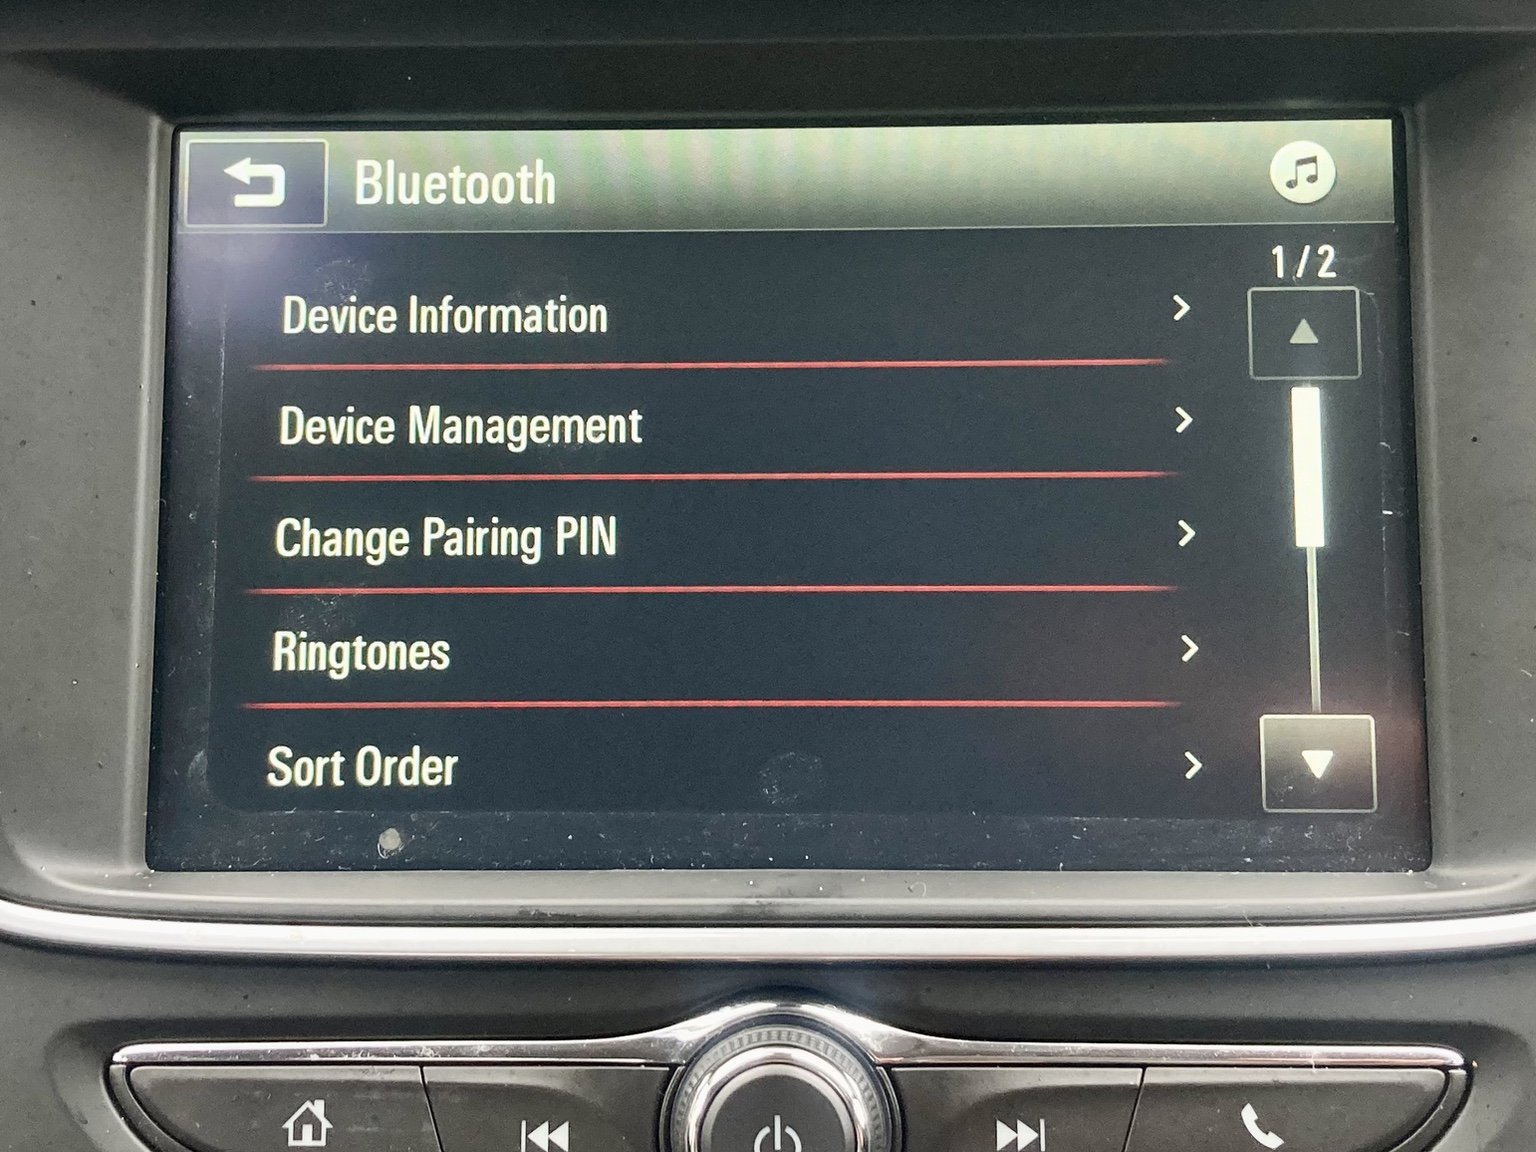 Bluetooth
1/2
Device Information
Device Management
Change Pairing PIN
Ringtones
Sort Order